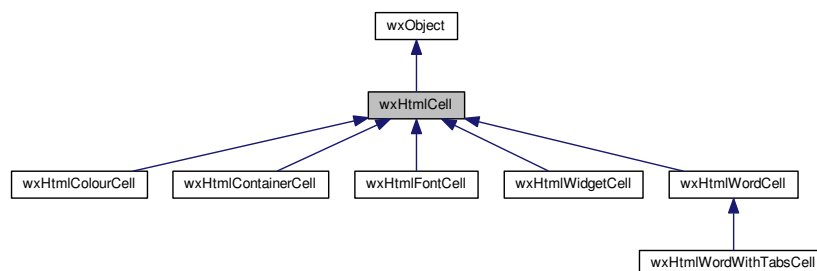 wxObject
wxHtmlCell
wxHtmlColourCell
wxHtmlContainerCell
wxHtmlFontCell
wxHtmlWidgetCell
wxHtmlWordCell
wxHtmlWordWithTabsCell